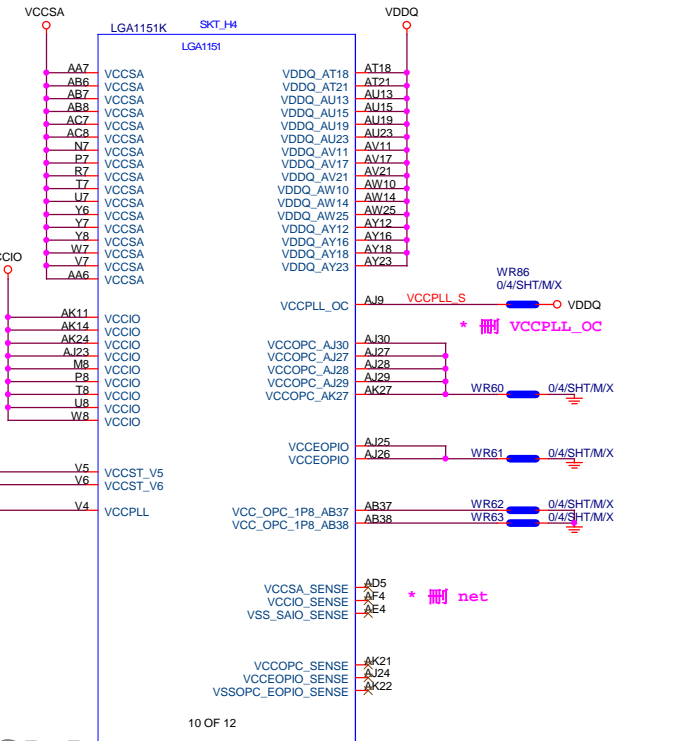 VCCSA
VDDQ
LGA1151K
SKT_H4
LGA1151
AA7 VCCSA VDDQ_AT18 AT18
AB6 VCCSA VDDQ_AT21 AT21
AB7 VCCSA VDDQ_AU13 AU13
AB8 VCCSA VDDQ_AU15 AU15
AC7 VCCSA VDDQ_AU19 AU19
AC8 VCCSA VDDQ_AU23 AU23
N7 VCCSA VDDQ_AV11 AV11
P7 VCCSA VDDQ_AV17 AV17
R7 VCCSA VDDQ_AV21 AV21
T7 VCCSA VDDQ_AW10 AW10
U7 VCCSA VDDQ_AW14 AW14
Y6 VCCSA VDDQ_AW25 AW25
Y7 VCCSA VDDQ_AY12 AY12
Y8 VCCSA VDDQ_AY16 AY16
W7 VCCSA VDDQ_AY18 AY18
V7 VCCSA VDDQ_AY23 AY23
AA6 VCCSA
CIO
WR86
0/4/SHT/M/X
VCCPLL_OC AJ9 VCCPLL_S VDDQ
* 刪 VCCPLL_OC
AK11 VCCIO
AK14 VCCIO
AK24 VCCIO VCCOPC_AJ30 AJ30
AJ23 VCCIO VCCOPC_AJ27 AJ27
M8 VCCIO VCCOPC_AJ28 AJ28
P8 VCCIO VCCOPC_AJ29 AJ29
T8 VCCIO VCCOPC_AK27 AK27 WR60 0/4/SHT/M/X
U8 VCCIO
W8 VCCIO
VCCEOPIO AJ25
VCCEOPIO AJ26 WR61 0/4/SHT/M/X
V5 VCCST_V5
V6 VCCST_V6
V4 VCCPLL VCC_OPC_1P8_AB37 AB37 WR62 0/4/SHT/M/X
VCC_OPC_1P8_AB38 AB38 WR63 0/4/SHT/M/X
VCCSA_SENSE AD5
VCCIO_SENSE AF4 * 刪 net
VSS_SAIO_SENSE AE4
VCCOPC_SENSE AK21
VCCEOPIO_SENSE AJ24
VSSOPC_EOPIO_SENSE AK22
10 OF 12